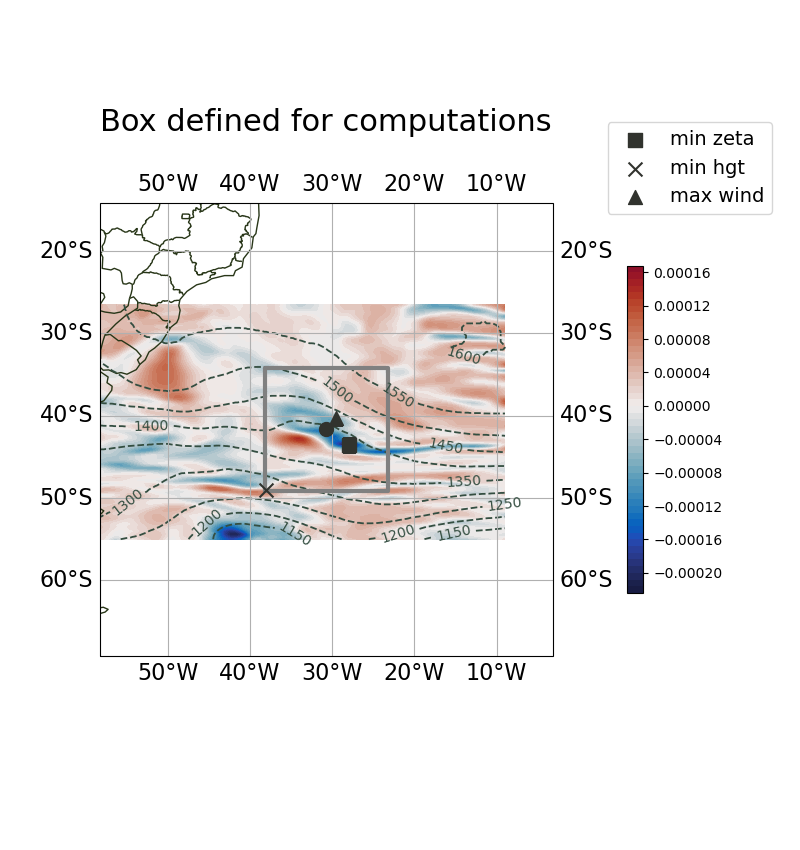 Box defined for computations
min zeta
min hgt
max wind
50°W 40°W 30°W 20°W 10°W
20°S 20°S
30°S 30°S
40°S 40°S
50°S 50°S
60°S 60°S
50°W 40°W 30°W 20°W 10°W
1600
1500
1550
1400
1450
1350
1300
1250
1200
1150
1200
1150
0.00016
0.00012
0.00008
0.00004
0.00000
−0.00004
−0.00008
−0.00012
−0.00016
−0.00020